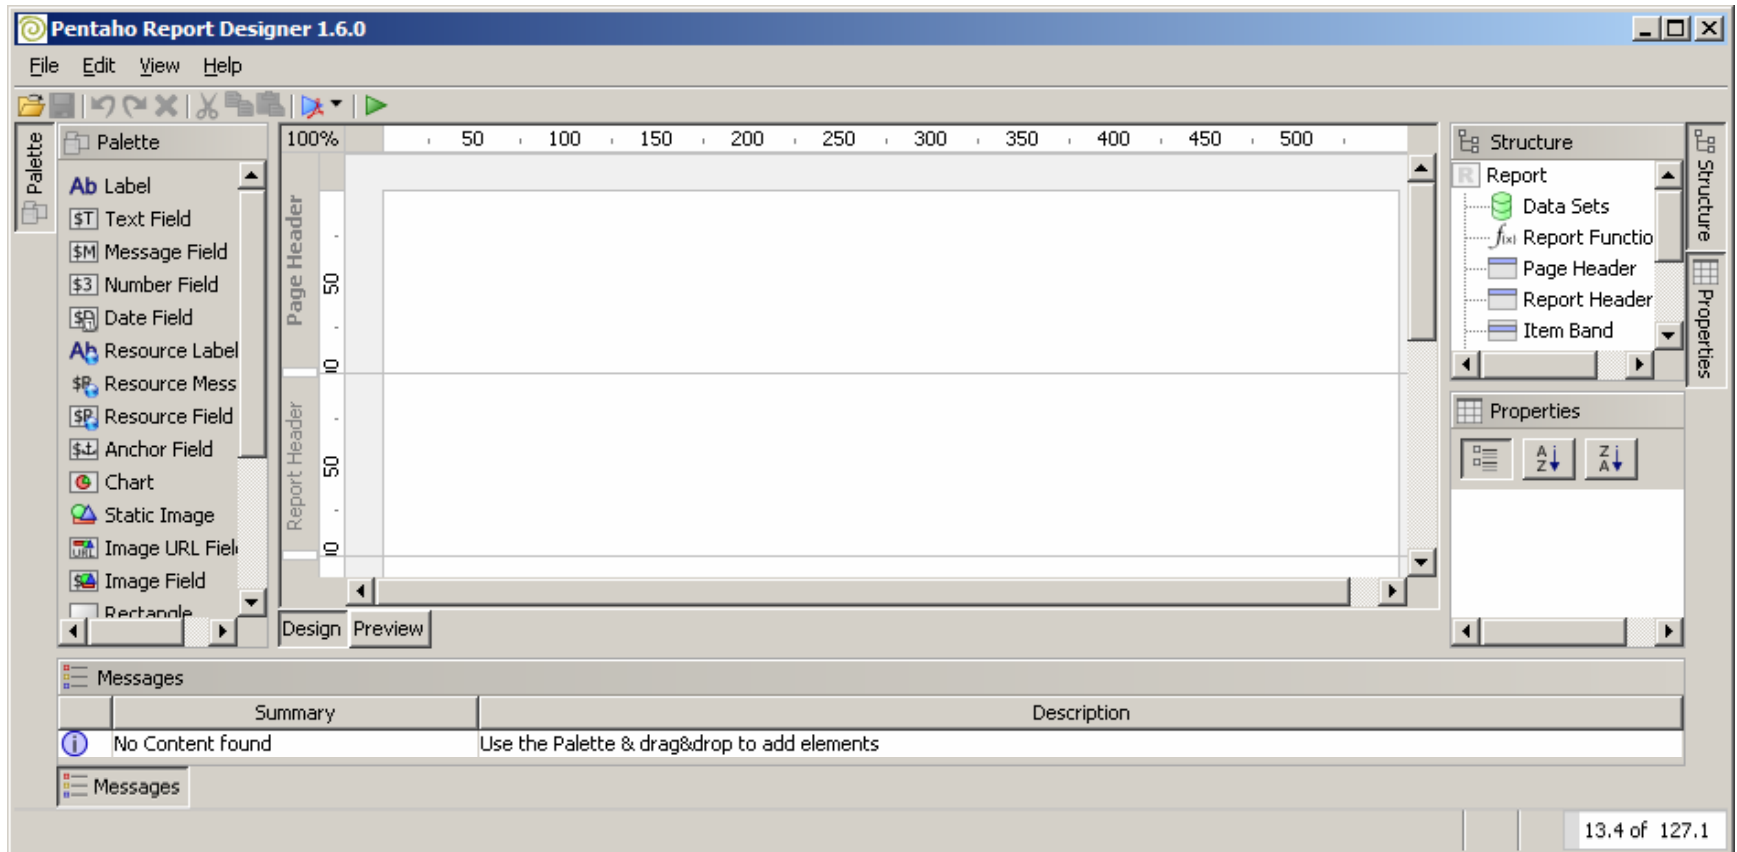 Pentaho Report Designer 1.6.0
File Edit View Help
Palette
Palette
Ab Label
$T Text Field
$M Message Field
$3 Number Field
Date Field
Resource Label
Resource Mess
Resource Field
Anchor Field
Chart
Static Image
URL Image URL Fiel
Image Field
Rectangle
100% 50 100 150 200 250 300 350 400 450 500
Page Header
50
Report Header
50
Design Preview
Structure
R Report
Data Sets
f(x) Report Functio
Page Header
Report Header
Item Band
Structure
Properties
Properties
A Z
Z A
Messages
Summary Description
i No Content found Use the Palette & drag&drop to add elements
Messages
13.4 of 127.1